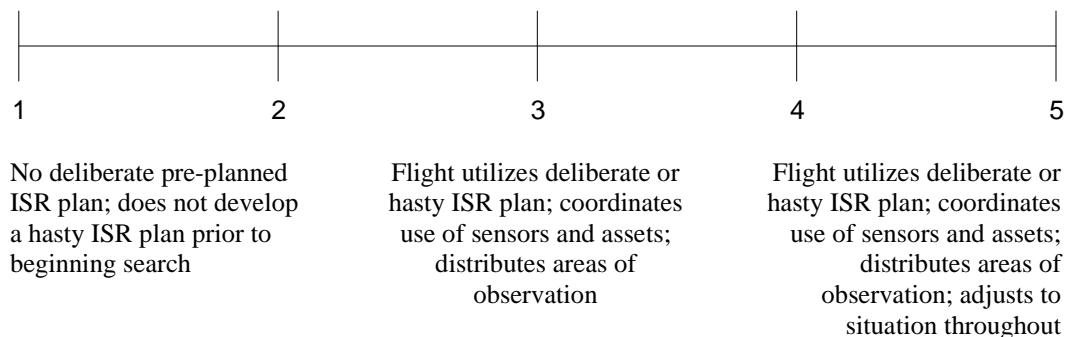 1 2 3 4 5
No deliberate pre-planned
ISR plan; does not develop
a hasty ISR plan prior to
beginning search
Flight utilizes deliberate or
hasty ISR plan; coordinates
use of sensors and assets;
distributes areas of
observation
Flight utilizes deliberate or
hasty ISR plan; coordinates
use of sensors and assets;
distributes areas of
observation; adjusts to
situation throughout